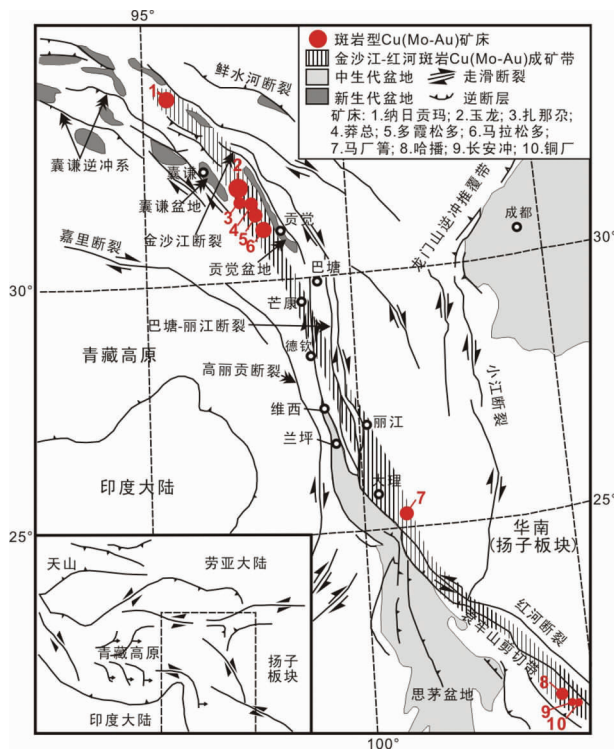 95°
斑岩型Cu(Mo-Au)矿床
金沙江-红河斑岩Cu(Mo-Au)成矿带
中生代盆地
走滑断裂
新生代盆地
逆断层
矿床: 1.纳日贡玛; 2.玉龙; 3.扎那尕;
4.莽总; 5.多霞松多; 6.马拉松多;
7.马厂箐; 8.哈播; 9.长安冲; 10.铜厂
鲜水河断裂
1
囊谦逆冲系
囊谦
2
囊谦盆地
3
4
5
6
金沙江断裂
贡觉
贡觉盆地
嘉里断裂
巴塘
龙门山逆冲推覆带
成都
30°
30°
芒康
巴塘-丽江断裂
德钦
青藏高原
高丽贡断裂
小江断裂
维西
丽江
兰坪
印度大陆
大理
7
25°
25°
华南
(扬子板块)
天山
劳亚大陆
青藏高原
扬子
板块
印度大陆
红河断裂
哀牢山剪切带
思茅盆地
8
9
10
100°